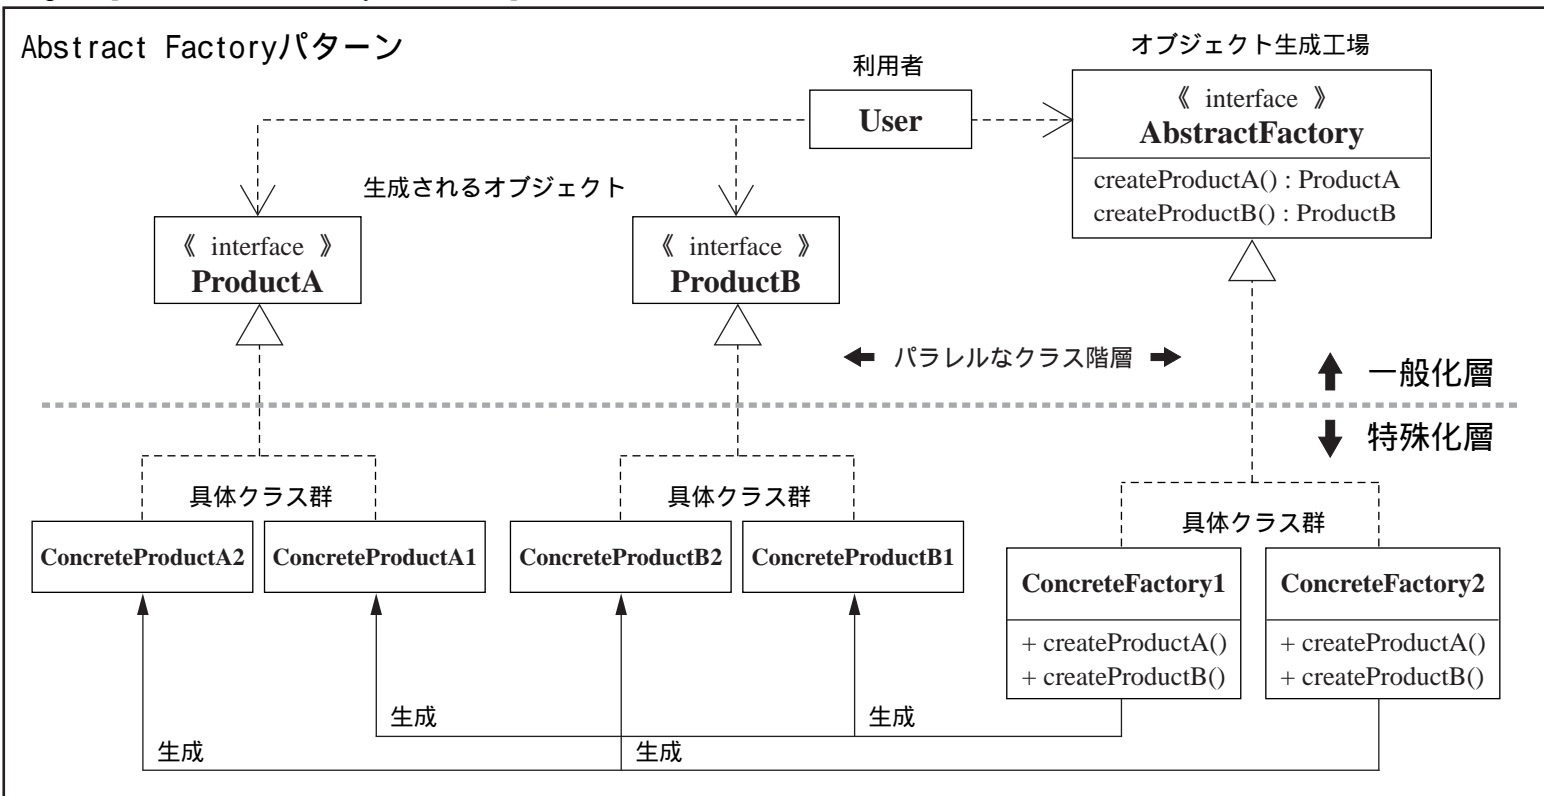 Abstract Factoryパターン
利用者
User
オブジェクト生成工場
《 interface 》
AbstractFactory
createProductA() : ProductA
createProductB() : ProductB
生成されるオブジェクト
《 interface 》
ProductA
《 interface 》
ProductB
パラレルなクラス階層
一般化層
特殊化層
具体クラス群
ConcreteProductA2
ConcreteProductA1
具体クラス群
ConcreteProductB2
ConcreteProductB1
具体クラス群
ConcreteFactory1
+ createProductA()
+ createProductB()
ConcreteFactory2
+ createProductA()
+ createProductB()
生成
生成
生成
生成